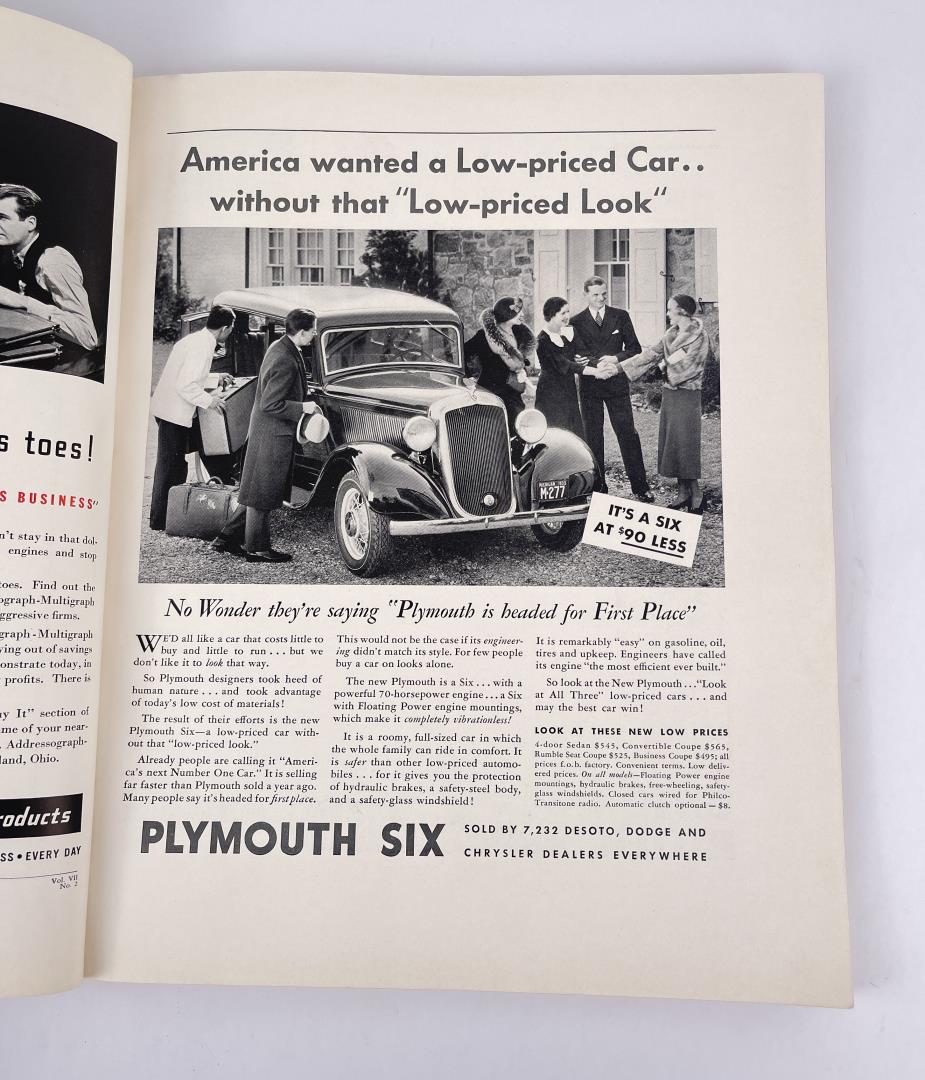 s toes!
S BUSINESS"
n't stay in that dol-
engines and stop
toes. Find out the
ograph-Multigraph
ggressive firms.
graph-Multigraph
ying out of savings
onstrate today, in
profits. There is
y It" section of
me of your near-
. Addressograph-
land, Ohio.
roducts
SS • EVERY DAY
Vol. VII
No. 2
America wanted a Low-priced Car..
without that "Low-priced Look"
MICHIGAN 1933
M-277
IT'S A SIX
AT $90 LESS
No Wonder they're saying "Plymouth is headed for First Place"
WE'D all like a car that costs little to
buy and little to run... but we
don't like it to look that way.
So Plymouth designers took heed of
human nature... and took advantage
of today's low cost of materials!
The result of their efforts is the new
Plymouth Six—a low-priced car with-
out that "low-priced look."
Already people are calling it "Ameri-
ca's next Number One Car." It is selling
far faster than Plymouth sold a year ago.
Many people say it's headed for first place.
This would not be the case if its engineer-
ing didn't match its style. For few people
buy a car on looks alone.
The new Plymouth is a Six... with a
powerful 70-horsepower engine... a Six
with Floating Power engine mountings,
which make it completely vibrationless!
It is a roomy, full-sized car in which
the whole family can ride in comfort. It
is safer than other low-priced automo-
biles... for it gives you the protection
of hydraulic brakes, a safety-steel body,
and a safety-glass windshield!
It is remarkably "easy" on gasoline, oil,
tires and upkeep. Engineers have called
its engine "the most efficient ever built."
So look at the New Plymouth... "Look
at All Three" low-priced cars... and
may the best car win!
LOOK AT THESE NEW LOW PRICES
4-door Sedan $545, Convertible Coupe $565,
Rumble Seat Coupe $525, Business Coupe $495; all
prices f.o.b. factory. Convenient terms. Low deliv-
ered prices. On all models—Floating Power engine
mountings, hydraulic brakes, free-wheeling, safety-
glass windshields. Closed cars wired for Philco-
Transitone radio. Automatic clutch optional—$8.
PLYMOUTH SIX
SOLD BY 7,232 DESOTO, DODGE AND
CHRYSLER DEALERS EVERYWHERE